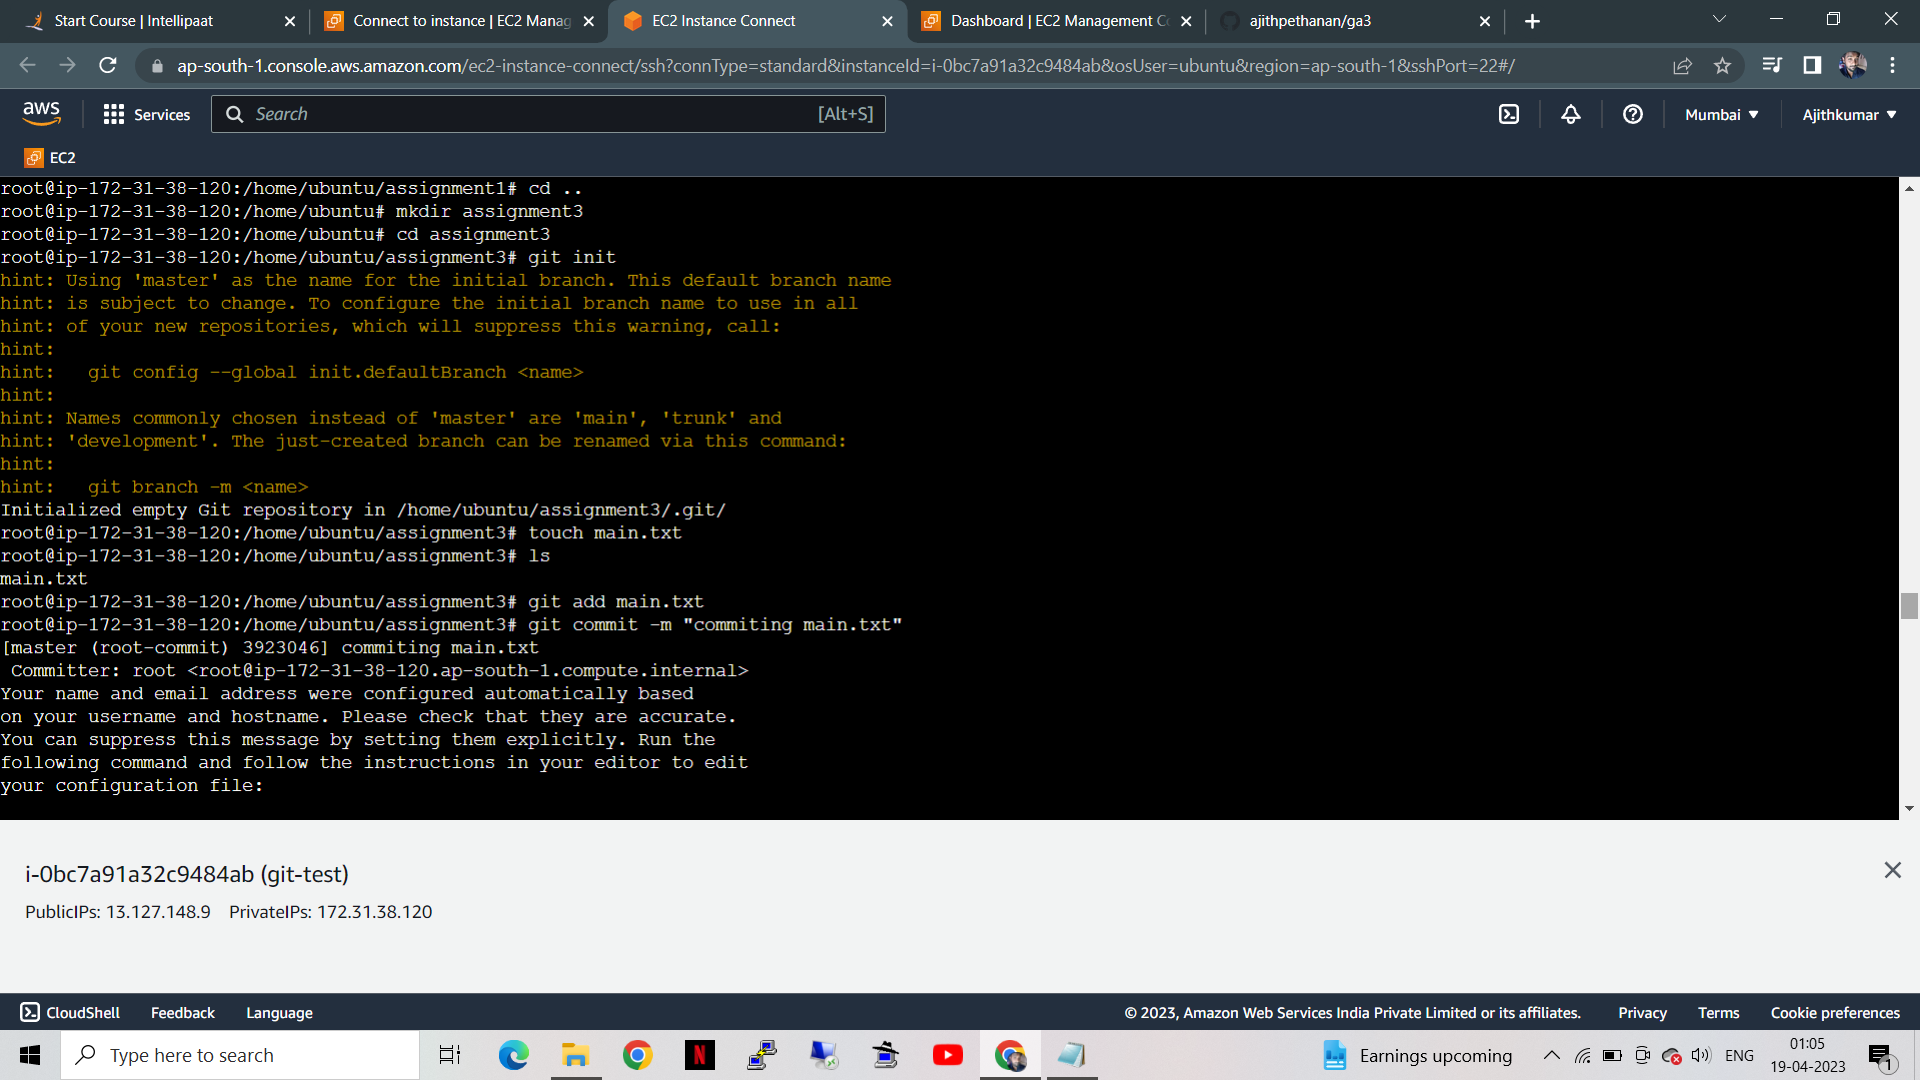 Start Course | Intellipaat
Connect to instance | EC2 Manag
EC2 Instance Connect
Dashboard | EC2 Management Co
ajithpethanan/ga3
ap-south-1.console.aws.amazon.com/ec2-instance-connect/ssh?connType=standard&instanceId=i-0bc7a91a32c9484ab&osUser=ubuntu&region=ap-south-1&sshPort=22#/
aws
Services
Search
[Alt+S]
Mumbai
Ajithkumar
EC2
root@ip-172-31-38-120:/home/ubuntu/assignment1# cd ..
root@ip-172-31-38-120:/home/ubuntu# mkdir assignment3
root@ip-172-31-38-120:/home/ubuntu# cd assignment3
root@ip-172-31-38-120:/home/ubuntu/assignment3# git init
hint: Using 'master' as the name for the initial branch. This default branch name
hint: is subject to change. To configure the initial branch name to use in all
hint: of your new repositories, which will suppress this warning, call:
hint:
hint:   git config --global init.defaultBranch <name>
hint:
hint: Names commonly chosen instead of 'master' are 'main', 'trunk' and
hint: 'development'. The just-created branch can be renamed via this command:
hint:
hint:   git branch -m <name>
Initialized empty Git repository in /home/ubuntu/assignment3/.git/
root@ip-172-31-38-120:/home/ubuntu/assignment3# touch main.txt
root@ip-172-31-38-120:/home/ubuntu/assignment3# ls
main.txt
root@ip-172-31-38-120:/home/ubuntu/assignment3# git add main.txt
root@ip-172-31-38-120:/home/ubuntu/assignment3# git commit -m "commiting main.txt"
[master (root-commit) 3923046] commiting main.txt
 Committer: root <root@ip-172-31-38-120.ap-south-1.compute.internal>
Your name and email address were configured automatically based
on your username and hostname. Please check that they are accurate.
You can suppress this message by setting them explicitly. Run the
following command and follow the instructions in your editor to edit
your configuration file:
i-0bc7a91a32c9484ab (git-test)
PublicIPs: 13.127.148.9 PrivateIPs: 172.31.38.120
CloudShell
Feedback
Language
© 2023, Amazon Web Services India Private Limited or its affiliates.
Privacy
Terms
Cookie preferences
Type here to search
N
Earnings upcoming
ENG
01:05
19-04-2023
1